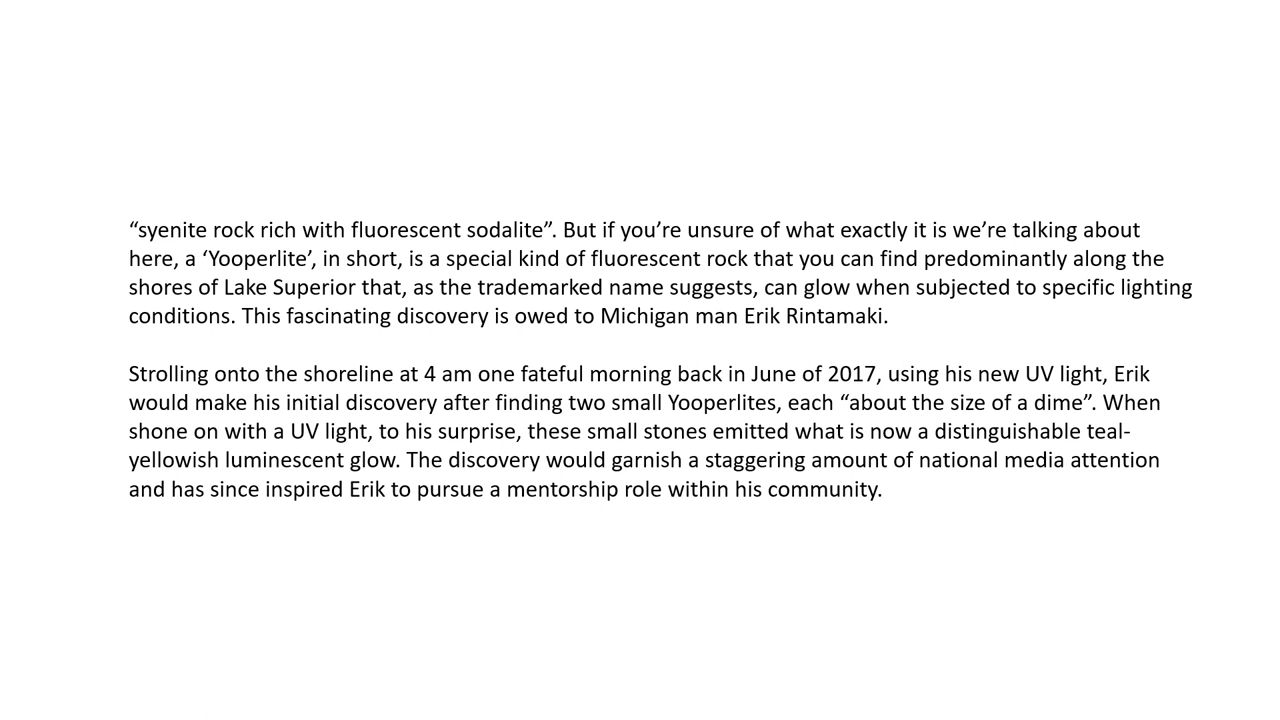 “syenite rock rich with fluorescent sodalite”. But if you’re unsure of what exactly it is we’re talking about
here, a ‘Yooperlite’, in short, is a special kind of fluorescent rock that you can find predominantly along the
shores of Lake Superior that, as the trademarked name suggests, can glow when subjected to specific lighting
conditions. This fascinating discovery is owed to Michigan man Erik Rintamaki.

Strolling onto the shoreline at 4 am one fateful morning back in June of 2017, using his new UV light, Erik
would make his initial discovery after finding two small Yooperlites, each “about the size of a dime”. When
shone on with a UV light, to his surprise, these small stones emitted what is now a distinguishable teal-
yellowish luminescent glow. The discovery would garnish a staggering amount of national media attention
and has since inspired Erik to pursue a mentorship role within his community.